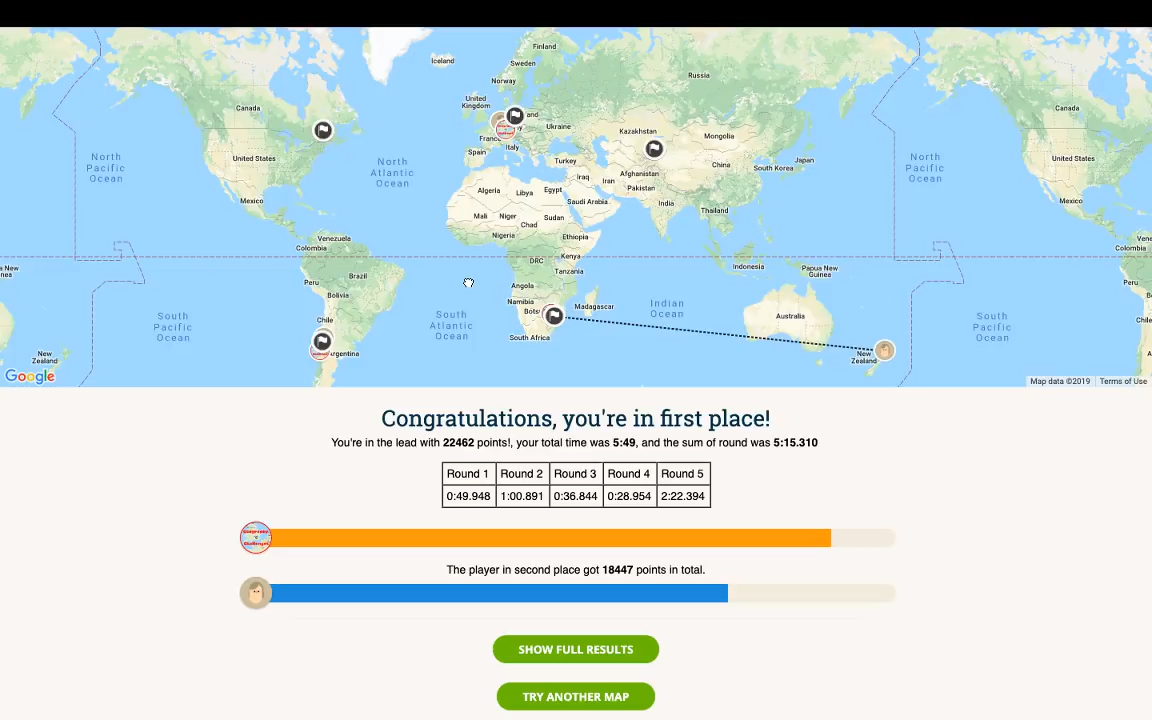 Iceland
Finland
Sweden
Norway
Russia
Canada
United
Kingdom
Ukraine
Kazakhstan
Mongolia
Canada
North
Pacific
Ocean
United States
North
Atlantic
Ocean
Spain
Italy
Turkey
Iraq
Iran
Afghanistan
Pakistan
China
South Korea
Japan
North
Pacific
Ocean
United States
Mexico
Algeria
Libya
Egypt
Saudi Arabia
India
Thailand
Mexico
Mali
Niger
Chad
Sudan
Nigeria
Ethiopia
Venezuela
Colombia
DRC
Kenya
Tanzania
Indonesia
Papua New
Guinea
Peru
Brazil
Bolivia
Angola
Namibia
Madagascar
Indian
Ocean
South
Pacific
Ocean
Chile
South
Atlantic
Ocean
South Africa
Australia
South
Pacific
Ocean
New
Zealand
New
Zealand
Google
Map data ©2019
Terms of Use
Congratulations, you're in first place!
You're in the lead with 22462 points!, your total time was 5:49, and the sum of round was 5:15.310
Round 1 Round 2 Round 3 Round 4 Round 5
0:49.948 1:00.891 0:36.844 0:28.954 2:22.394
The player in second place got 18447 points in total.
SHOW FULL RESULTS
TRY ANOTHER MAP